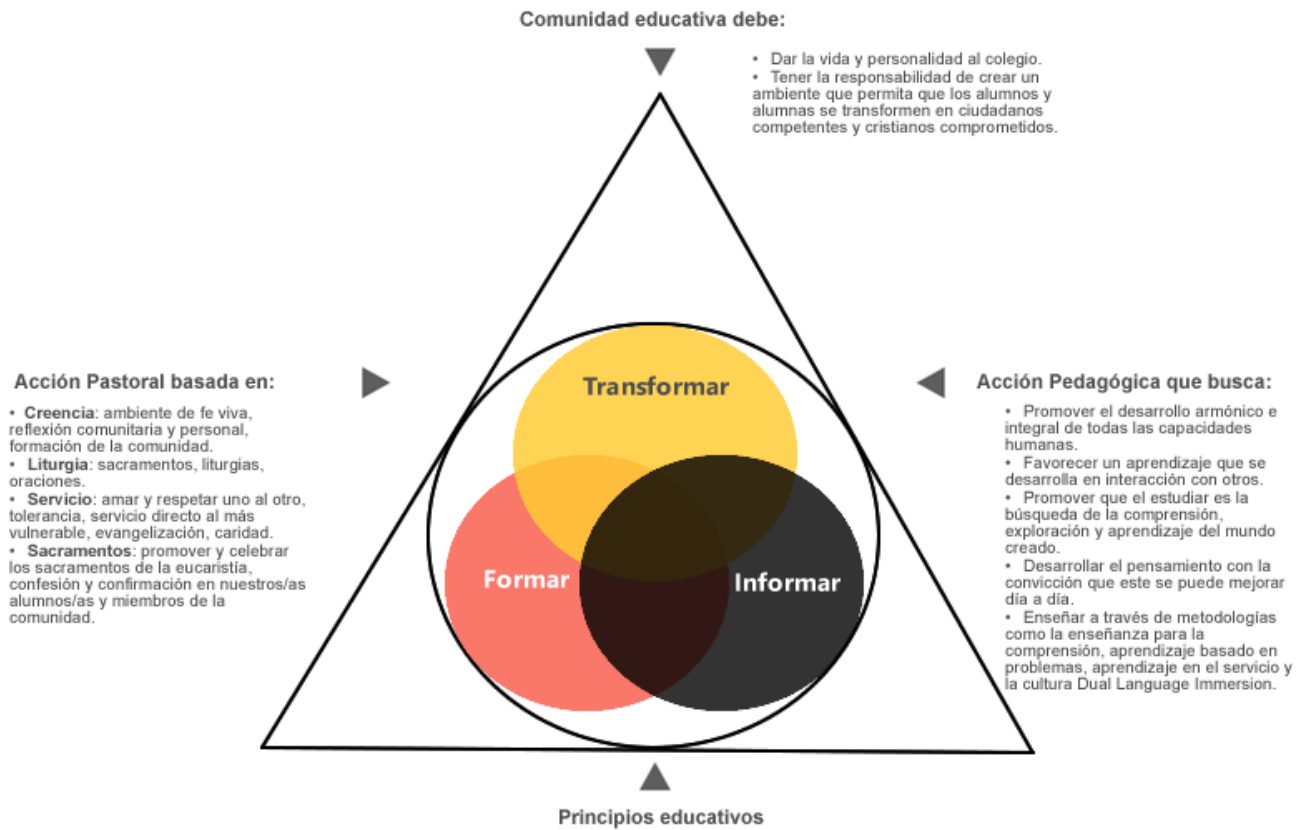 Comunidad educativa debe:
• Dar la vida y personalidad al colegio.
• Tener la responsabilidad de crear un
ambiente que permita que los alumnos y
alumnas se transformen en ciudadanos
competentes y cristianos comprometidos.
Acción Pastoral basada en:
• Creencia: ambiente de fe viva,
reflexión comunitaria y personal,
formación de la comunidad.
• Liturgia: sacramentos, liturgias,
oraciones.
• Servicio: amar y respetar uno al otro,
tolerancia, servicio directo al más
vulnerable, evangelización, caridad.
• Sacramentos: promover y celebrar
los sacramentos de la eucaristía,
confesión y confirmación en nuestros/as
alumnos/as y miembros de la
comunidad.
Transformar
Formar
Informar
Acción Pedagógica que busca:
• Promover el desarrollo armónico e
integral de todas las capacidades
humanas.
• Favorecer un aprendizaje que se
desarrolla en interacción con otros.
• Promover que el estudiar es la
búsqueda de la comprensión,
exploración y aprendizaje del mundo
creado.
• Desarrollar el pensamiento con la
convicción que este se puede mejorar
día a día.
• Enseñar a través de metodologías
como la enseñanza para la
comprensión, aprendizaje basado en
problemas, aprendizaje en el servicio y
la cultura Dual Language Immersion.
Principios educativos